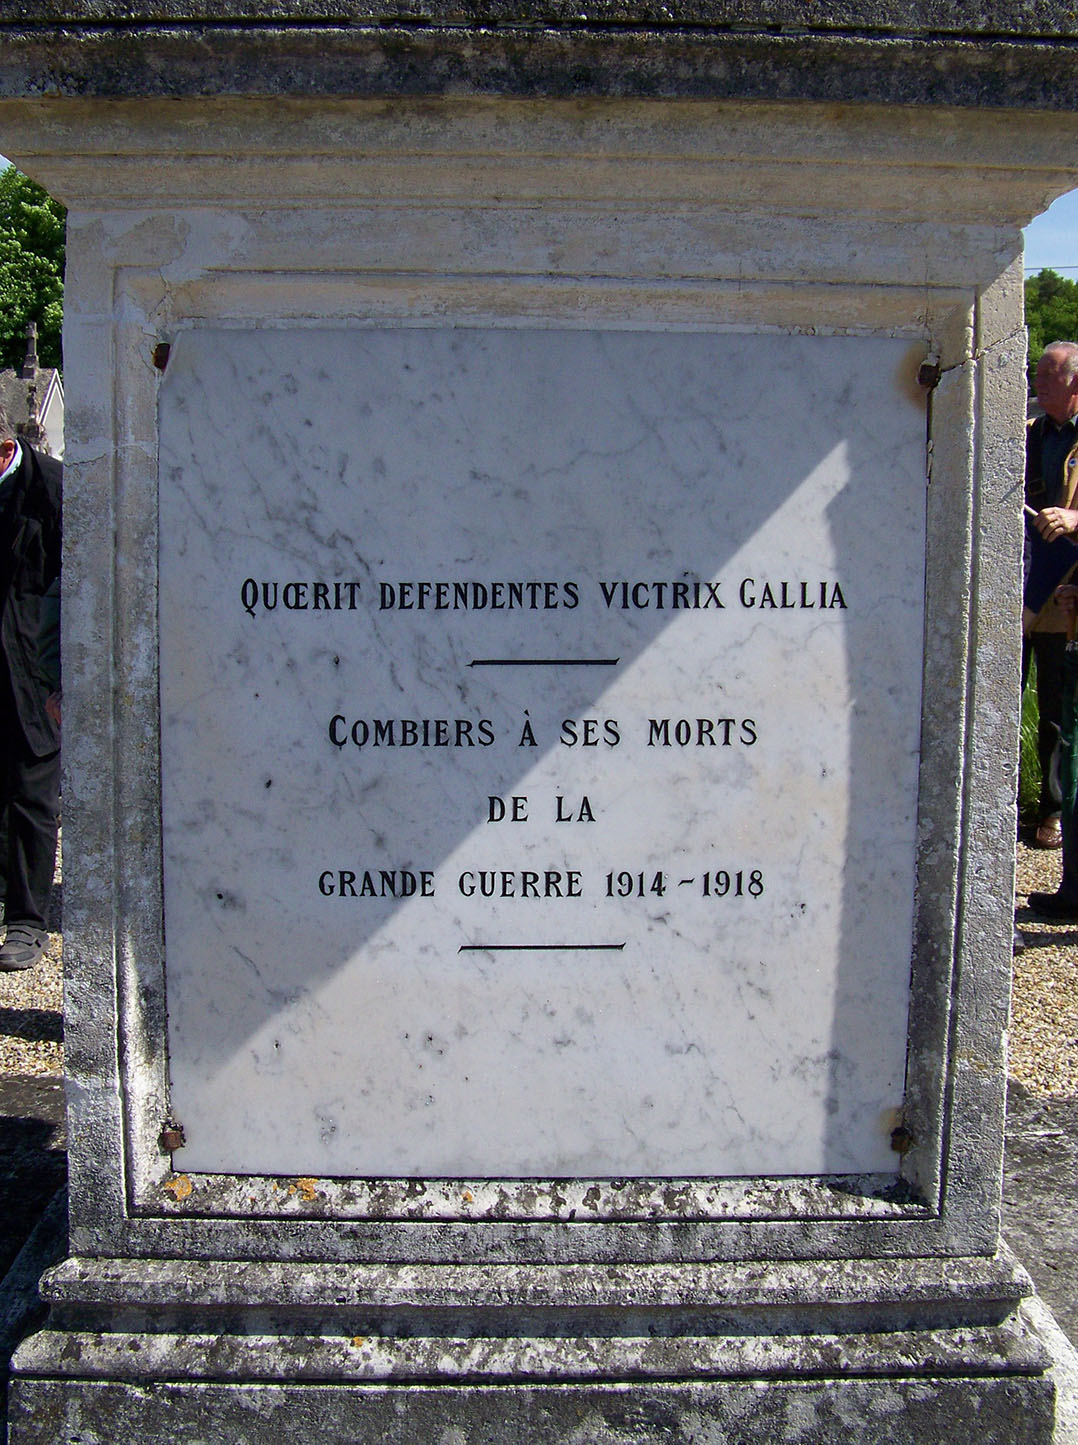 QUŒRIT DEFENDENTES VICTRIX GALLIA
COMBIERS À SES MORTS
DE LA
GRANDE GUERRE 1914-1918